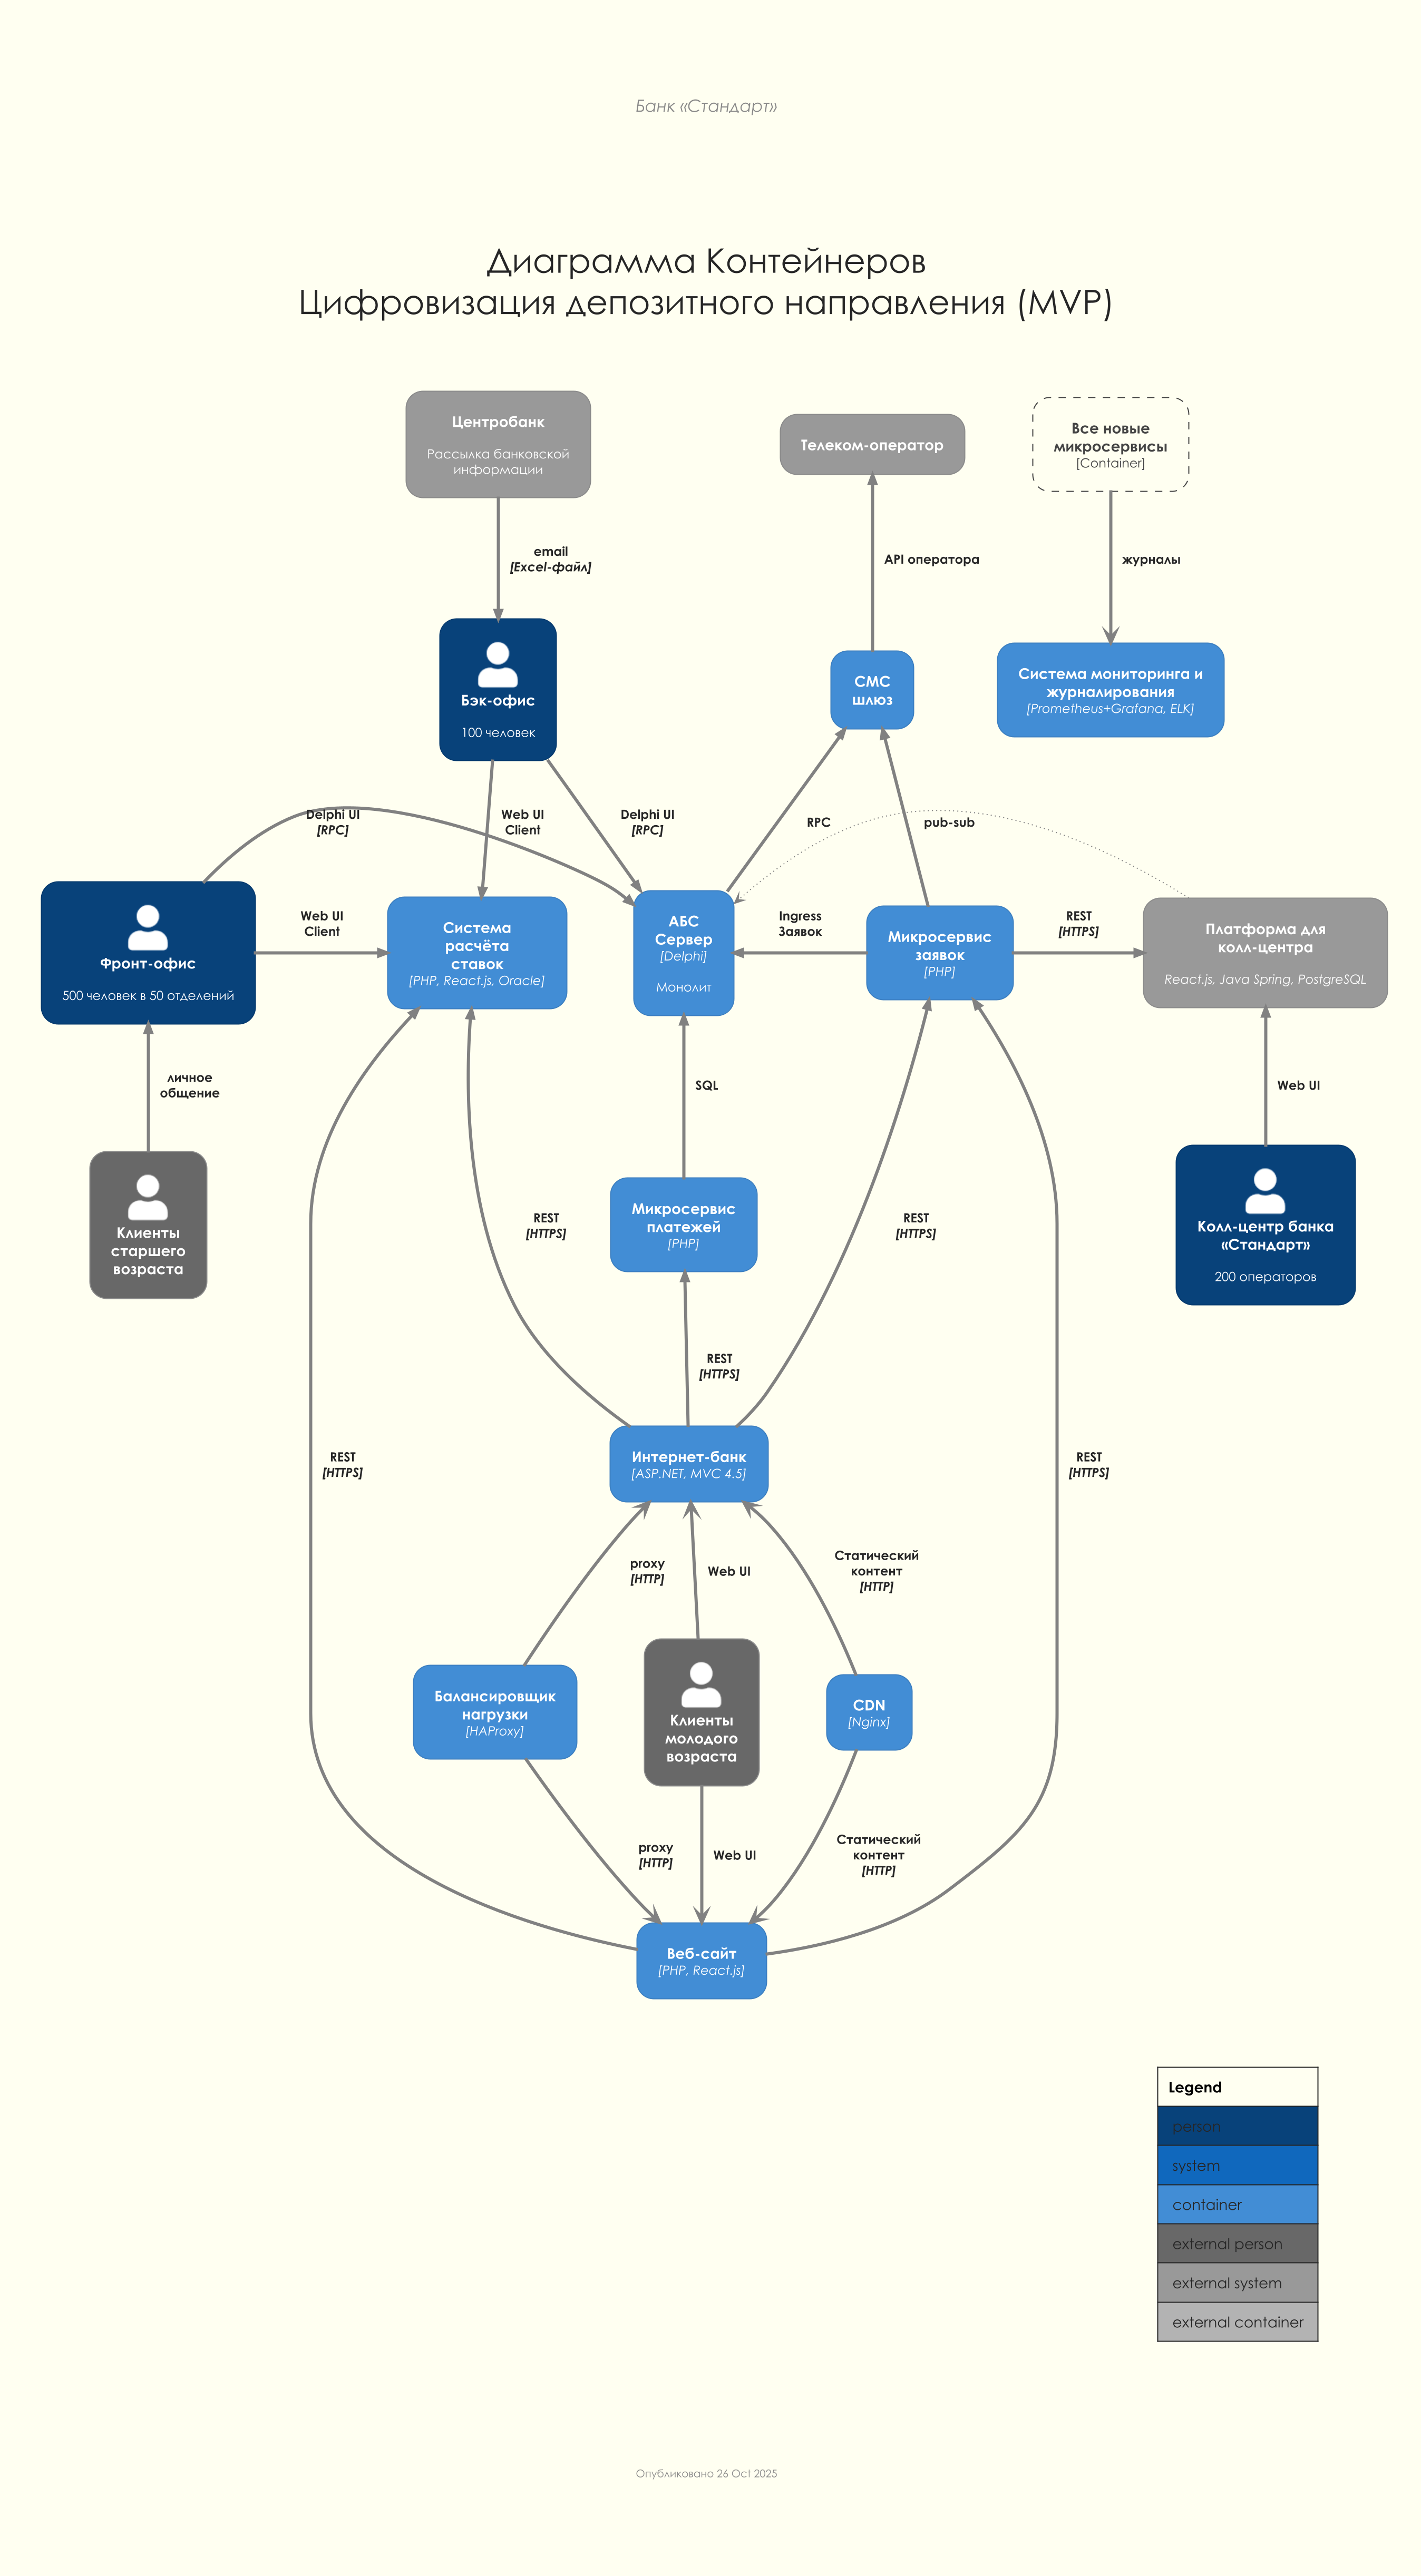 Банк «Стандарт»
Диаграмма Контейнеров
Цифровизация депозитного направления (MVP)
Центробанк
Рассылка банковской
информации
Телеком-оператор
Все новые
микросервисы
[Container]
email
[Excel-файл]
API оператора
журналы
Бэк-офис
100 человек
СМС
шлюз
Система мониторинга и
журналирования
[Prometheus+Grafana, ELK]
Delphi UI
[RPC]
Web UI
Client
Delphi UI
[RPC]
RPC
pub-sub
Фронт-офис
500 человек в 50 отделений
Web UI
Client
Система
расчёта
ставок
[PHP, React.js, Oracle]
АБС
Сервер
[Delphi]
Монолит
Ingress
Заявок
Микросервис
заявок
[PHP]
REST
[HTTPS]
Платформа для
колл-центра
React.js, Java Spring, PostgreSQL
личное
общение
SQL
Web UI
Клиенты
старшего
возраста
REST
[HTTPS]
Микросервис
платежей
[PHP]
REST
[HTTPS]
Колл-центр банка
«Стандарт»
200 операторов
REST
[HTTPS]
REST
[HTTPS]
Интернет-банк
[ASP.NET, MVC 4.5]
REST
[HTTPS]
proxy
[HTTP]
Web UI
Статический
контент
[HTTP]
Балансировщик
нагрузки
[HAProxy]
Клиенты
молодого
возраста
CDN
[Nginx]
proxy
[HTTP]
Web UI
Статический
контент
[HTTP]
Веб-сайт
[PHP, React.js]
Legend
person
system
container
external person
external system
external container
Опубликовано 26 Oct 2025